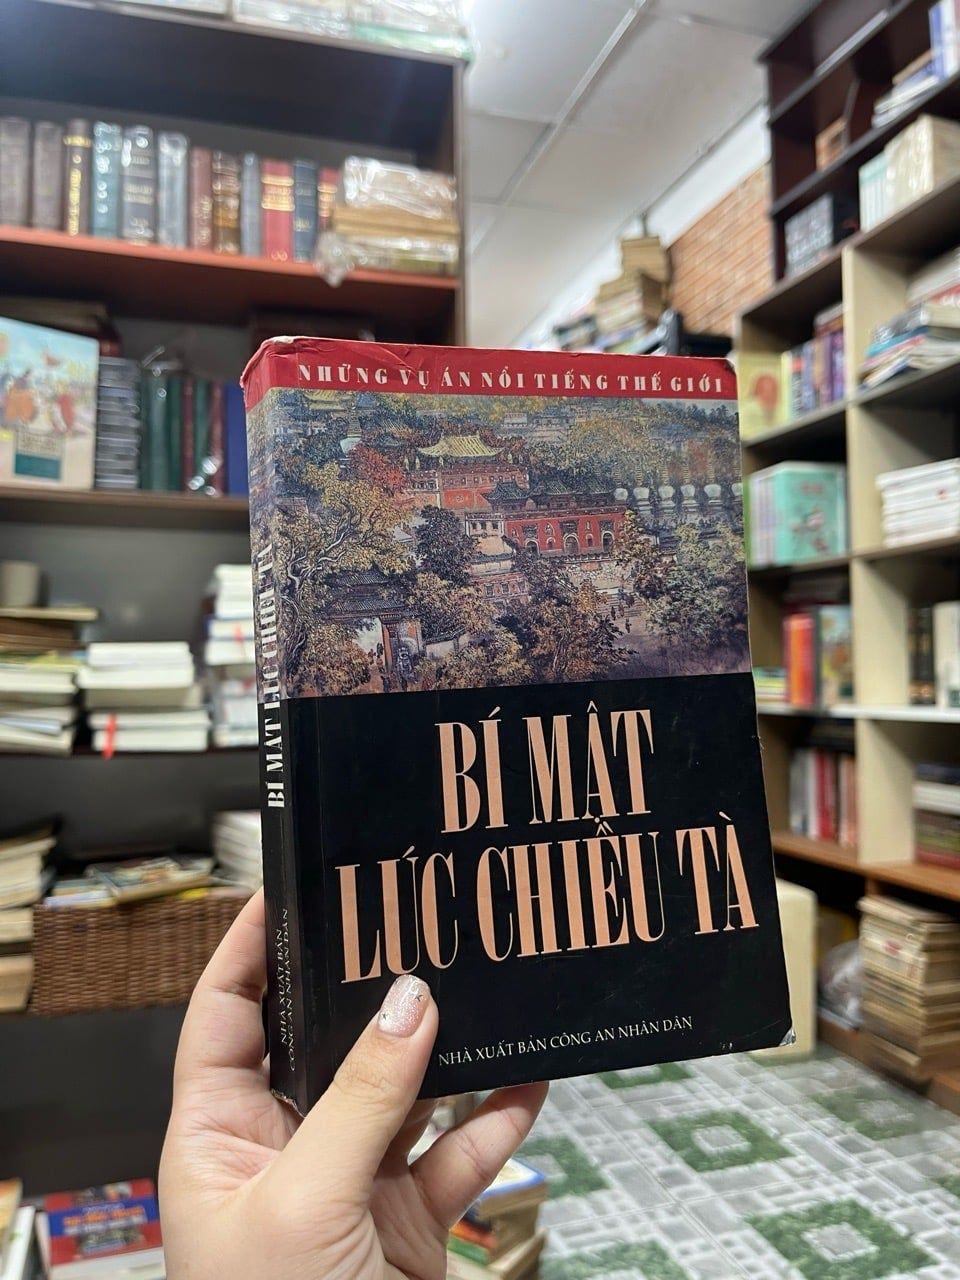 NHỮNG VỤ ÁN NỔI TIẾNG THẾ GIỚI
BÍ MẬT
LÚC CHIỀU TÀ
NHÀ XUẤT BẢN CÔNG AN NHÂN DÂN
BÍ MẬT LÚC CHIỀU TÀ
NHÀ XUẤT BẢN
CÔNG AN NHÂN DÂN